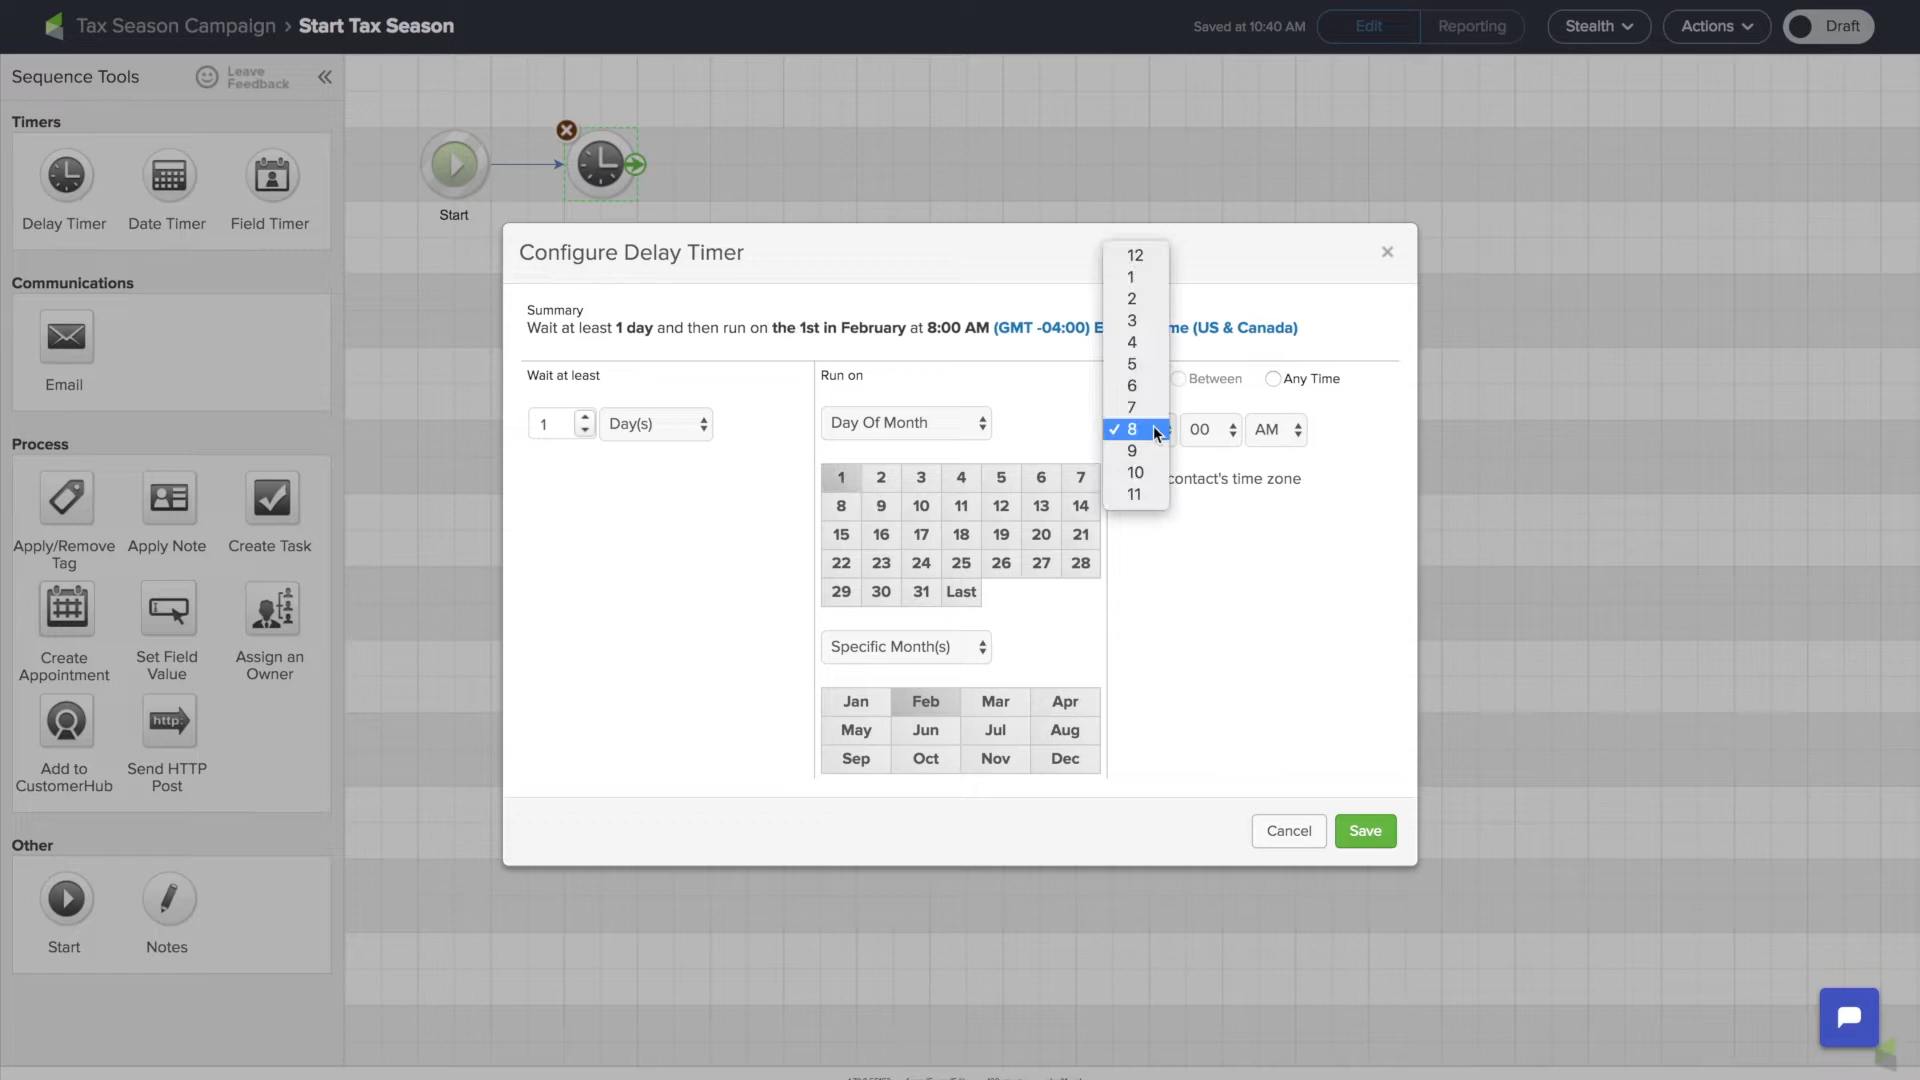 Tax Season Campaign › Start Tax Season
Saved at 10:40 AM
Edit
Reporting
Stealth
Actions
Draft
Sequence Tools
Leave Feedback
Timers
Delay Timer
Date Timer
Field Timer
Communications
Email
Process
Apply/Remove Tag
Apply Note
Create Task
Create Appointment
Set Field Value
Assign an Owner
http:
Add to CustomerHub
Send HTTP Post
Other
Start
Notes
Start
Configure Delay Timer
Summary
Wait at least 1 day and then run on the 1st in February at 8:00 AM (GMT -04:00) E me (US & Canada)
Wait at least
1
Day(s)
Run on
Day Of Month
1 2 3 4 5 6 7
8 9 10 11 12 13 14
15 16 17 18 19 20 21
22 23 24 25 26 27 28
29 30 31 Last
Specific Month(s)
Jan Feb Mar Apr
May Jun Jul Aug
Sep Oct Nov Dec
12
1
2
3
4
5
6
7
✓ 8
9
10
11
Between
Any Time
00
AM
contact's time zone
Cancel
Save